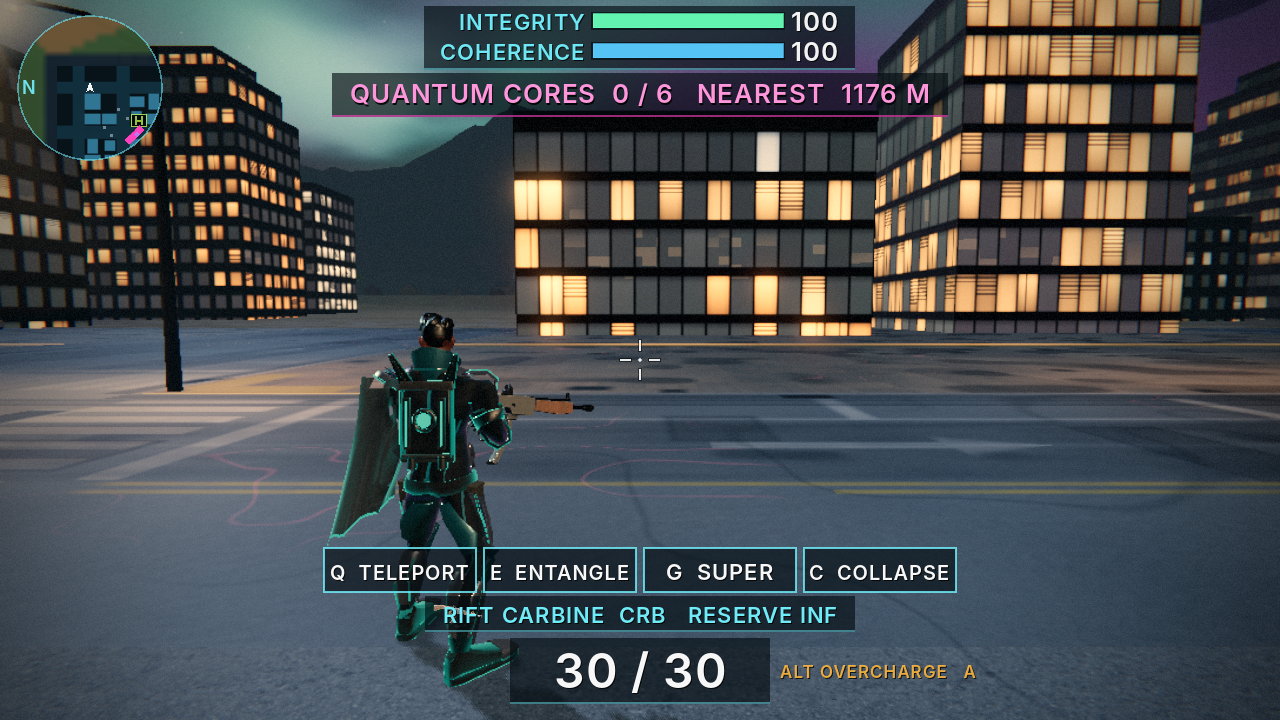 INTEGRITY 100
COHERENCE 100
QUANTUM CORES 0 / 6 NEAREST 1176 M
N
H
Q TELEPORT E ENTANGLE G SUPER C COLLAPSE
RIFT CARBINE CRB RESERVE INF
30 / 30 ALT OVERCHARGE A